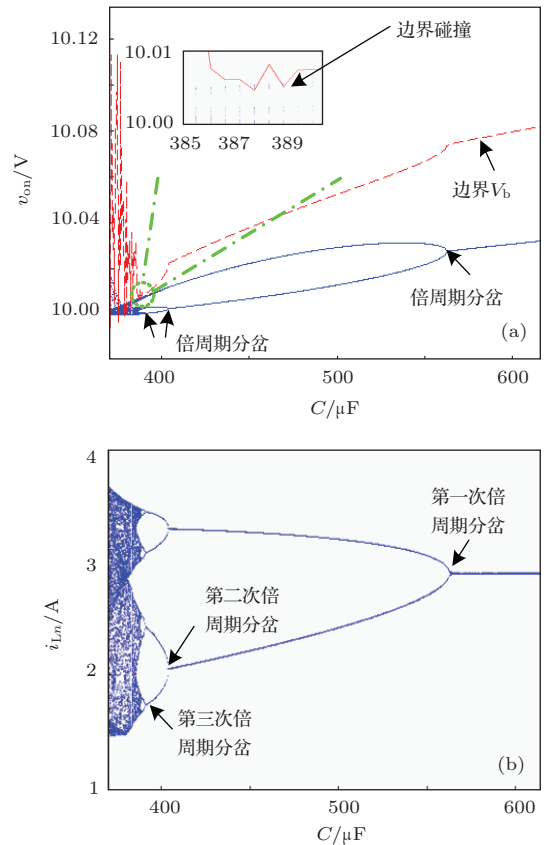 10.12
10.08
10.04
10.00
v_on/V
10.01
10.00
385 387 389
边界碰撞
边界V_b
倍周期分岔
倍周期分岔
(a)
400 500 600
C/μF
4
3
2
1
i_Ln/A
第一次倍
周期分岔
第二次倍
周期分岔
第三次倍
周期分岔
(b)
400 500 600
C/μF